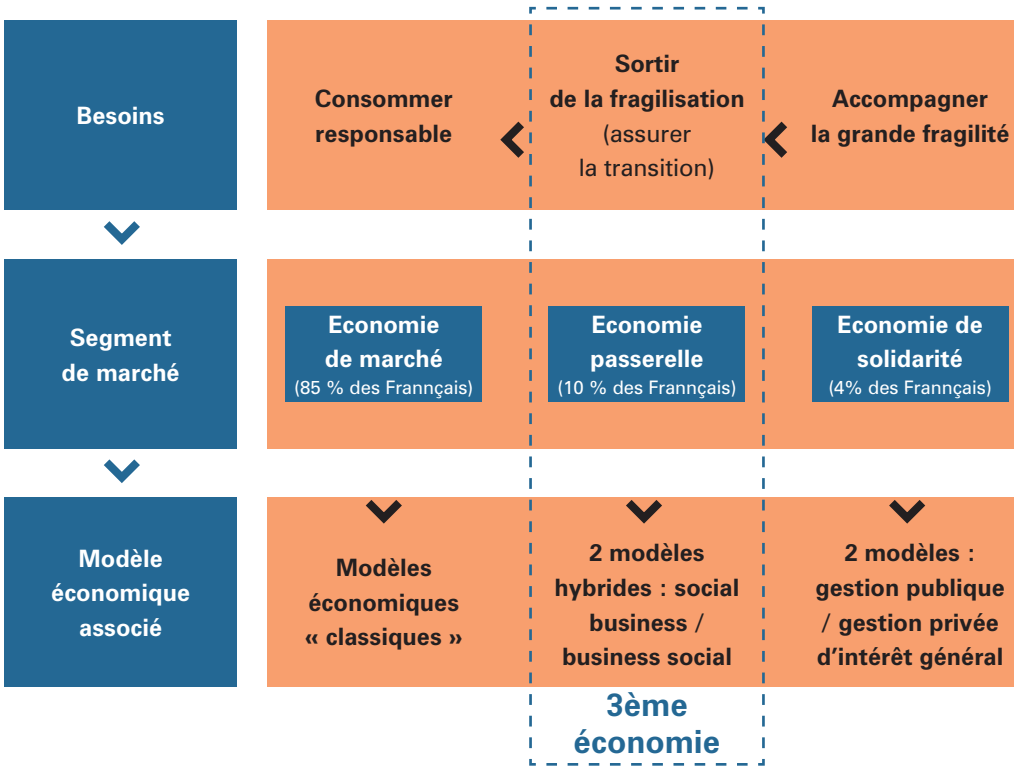 Besoins
Consommer
responsable
Sortir
de la fragilisation
(assurer
la transition)
Accompagner
la grande fragilité
Segment
de marché
Economie
de marché
(85 % des Frannçais)
Economie
passerelle
(10 % des Frannçais)
Economie de
solidarité
(4% des Frannçais)
Modèle
économique
associé
Modèles
économiques
« classiques »
2 modèles
hybrides : social
business /
business social
2 modèles :
gestion publique
/ gestion privée
d’intérêt général
3ème
économie